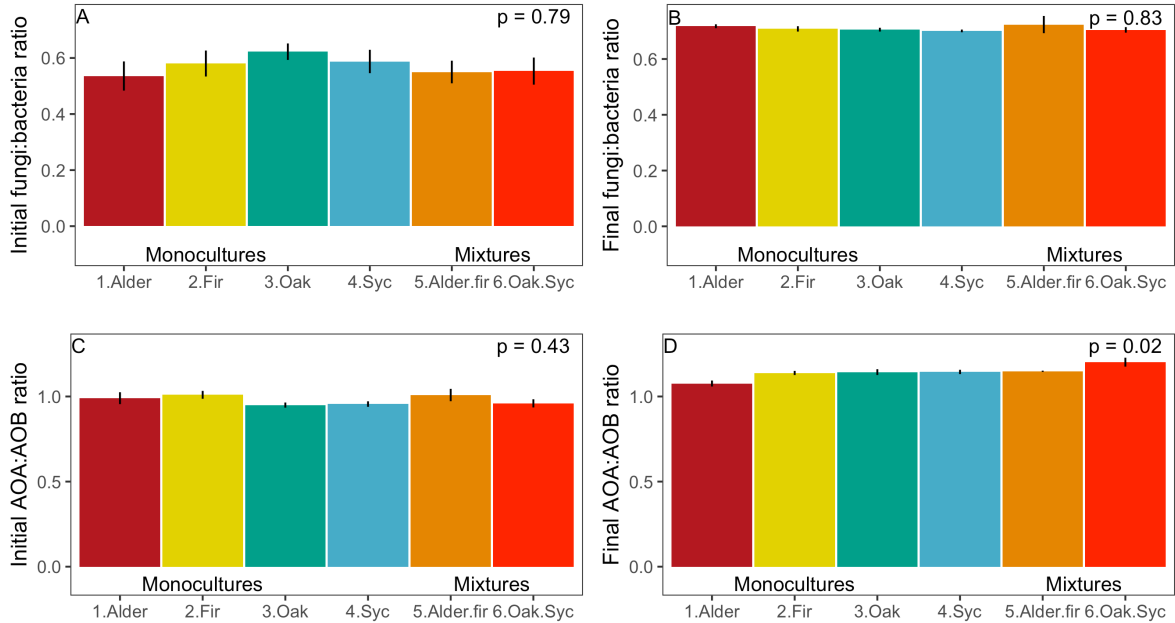 A
p = 0.79
Initial fungi:bacteria ratio
0.6
0.4
0.2
0.0
Monocultures Mixtures
1.Alder 2.Fir 3.Oak 4.Syc 5.Alder.fir 6.Oak.Syc
B
p = 0.83
Final fungi:bacteria ratio
0.6
0.4
0.2
0.0
Monocultures Mixtures
1.Alder 2.Fir 3.Oak 4.Syc 5.Alder.fir 6.Oak.Syc
C
p = 0.43
Initial AOA:AOB ratio
1.0
0.5
0.0
Monocultures Mixtures
1.Alder 2.Fir 3.Oak 4.Syc 5.Alder.fir 6.Oak.Syc
D
p = 0.02
Final AOA:AOB ratio
1.0
0.5
0.0
Monocultures Mixtures
1.Alder 2.Fir 3.Oak 4.Syc 5.Alder.fir 6.Oak.Syc